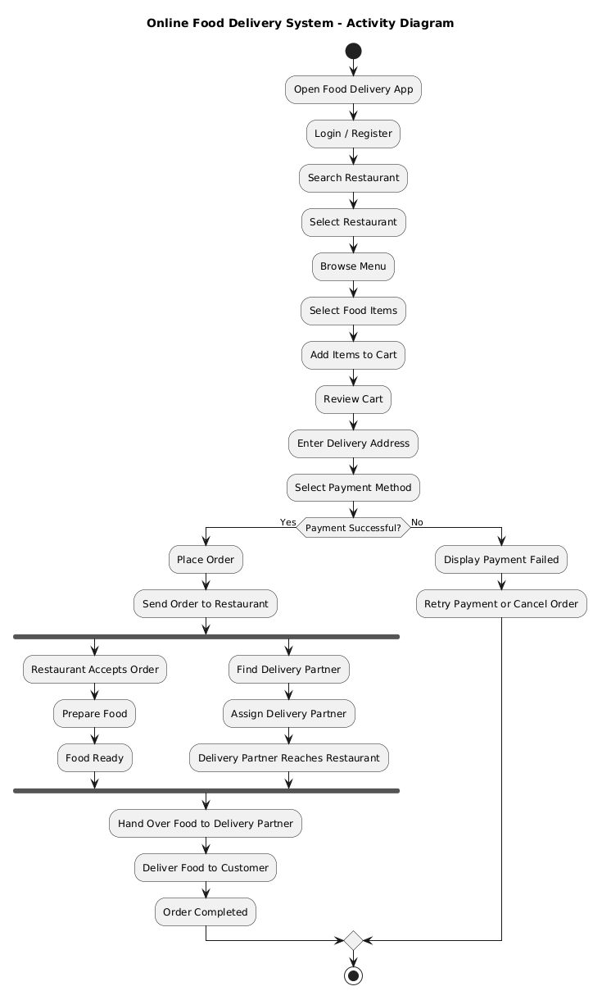 Online Food Delivery System - Activity Diagram
Open Food Delivery App
Login / Register
Search Restaurant
Select Restaurant
Browse Menu
Select Food Items
Add Items to Cart
Review Cart
Enter Delivery Address
Select Payment Method
Payment Successful?
Yes
No
Place Order
Send Order to Restaurant
Restaurant Accepts Order
Prepare Food
Food Ready
Find Delivery Partner
Assign Delivery Partner
Delivery Partner Reaches Restaurant
Hand Over Food to Delivery Partner
Deliver Food to Customer
Order Completed
Display Payment Failed
Retry Payment or Cancel Order